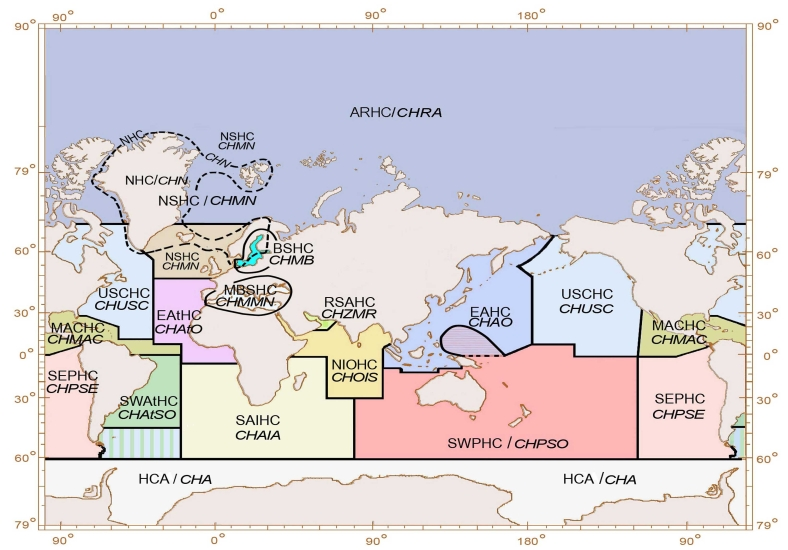 90° 0° 90° 180° 90°
90° 90°
ARHC/CHRA
NHC
NSHC
CHMN
CHN
79° 79°
NHC/CHN
NSHC / CHMN
60° 60°
NSHC
CHMN
BSHC
CHMB
USCHC
CHUSC
MBSHC
CHMMN
USCHC
CHUSC
RSAHC
CHZMR
30° 30°
EAtHC
CHAtO
EAHC
CHAO
MACHC
CHMAC
MACHC
CHMAC
0° 0°
NIOHC
CHOIS
SEPHC
CHPSE
30° 30°
SWAtHC
CHAtSO
SEPHC
CHPSE
SAIHC
CHAIA
SWPHC / CHPSO
60° 60°
HCA / CHA
HCA / CHA
79° 79°
90° 0° 90° 180° 90°